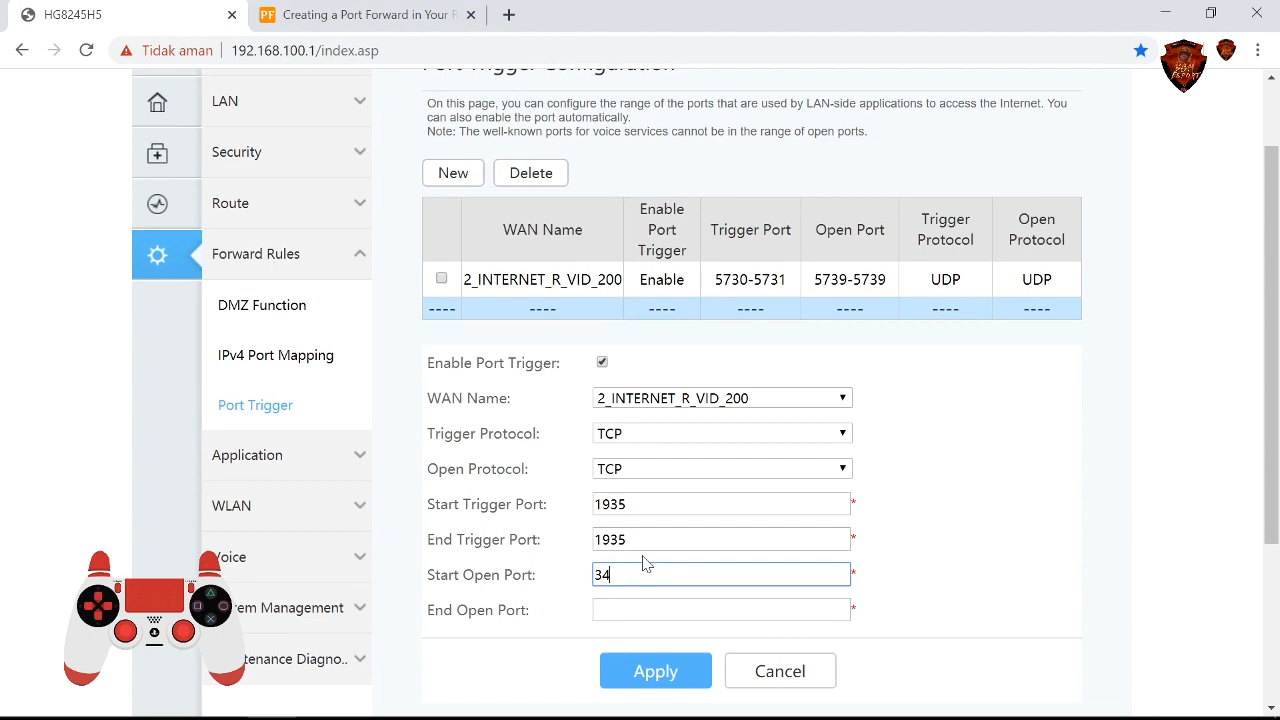 HG8245H5
PF Creating a Port Forward in Your R
Tidak aman 192.168.100.1/index.asp
Port Trigger Configuration
On this page, you can configure the range of the ports that are used by LAN-side applications to access the Internet. You
can also enable the port automatically.
Note: The well-known ports for voice services cannot be in the range of open ports.
LAN
Security
Route
Forward Rules
DMZ Function
IPv4 Port Mapping
Port Trigger
Application
WLAN
Voice
em Management
tenance Diagno..
New Delete
WAN Name Enable Port Trigger Trigger Port Open Port Trigger Protocol Open Protocol
2_INTERNET_R_VID_200 Enable 5730-5731 5739-5739 UDP UDP
---- ---- ---- ---- ---- ---- ----
Enable Port Trigger:
WAN Name: 2_INTERNET_R_VID_200
Trigger Protocol: TCP
Open Protocol: TCP
Start Trigger Port: 1935 *
End Trigger Port: 1935 *
Start Open Port: 34 *
End Open Port: *
Apply Cancel